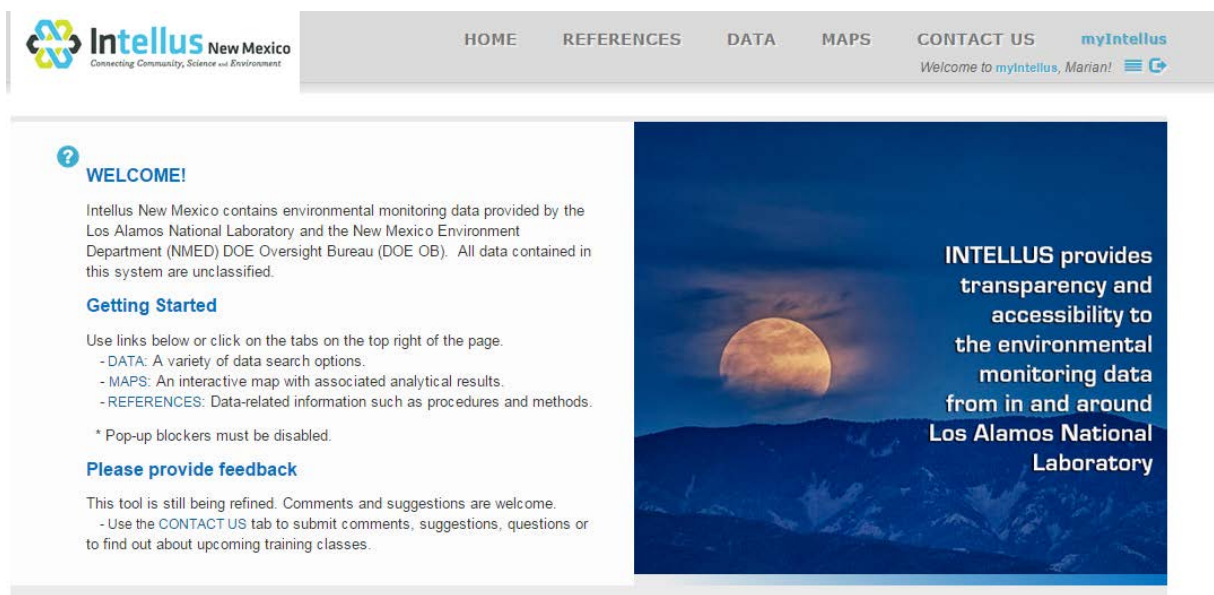 Intellus New Mexico
Connecting Community, Science and Environment
HOME REFERENCES DATA MAPS CONTACT US myIntellus
Welcome to myIntellus, Marian!
?
WELCOME!
Intellus New Mexico contains environmental monitoring data provided by the
Los Alamos National Laboratory and the New Mexico Environment
Department (NMED) DOE Oversight Bureau (DOE OB).  All data contained in
this system are unclassified.
Getting Started
Use links below or click on the tabs on the top right of the page.
- DATA: A variety of data search options.
- MAPS: An interactive map with associated analytical results.
- REFERENCES: Data-related information such as procedures and methods.
* Pop-up blockers must be disabled.
Please provide feedback
This tool is still being refined. Comments and suggestions are welcome.
- Use the CONTACT US tab to submit comments, suggestions, questions or
to find out about upcoming training classes.
INTELLUS provides
transparency and
accessibility to
the environmental
monitoring data
from in and around
Los Alamos National
Laboratory